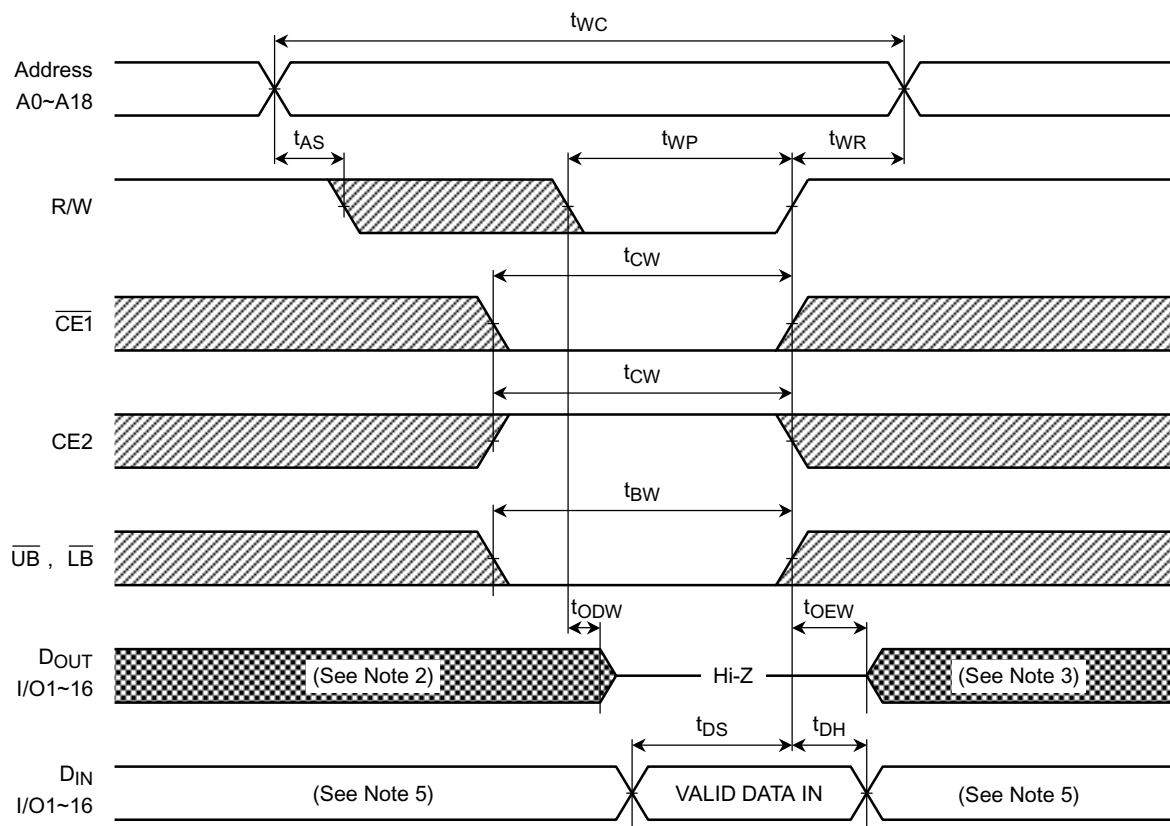 tWC
Address
A0~A18
tAS
tWP
tWR
R/W
tCW
CE1
tCW
CE2
tBW
UB , LB
tODW
tOEW
DOUT
I/O1~16
(See Note 2)
Hi-Z
(See Note 3)
tDS
tDH
DIN
I/O1~16
(See Note 5)
VALID DATA IN
(See Note 5)